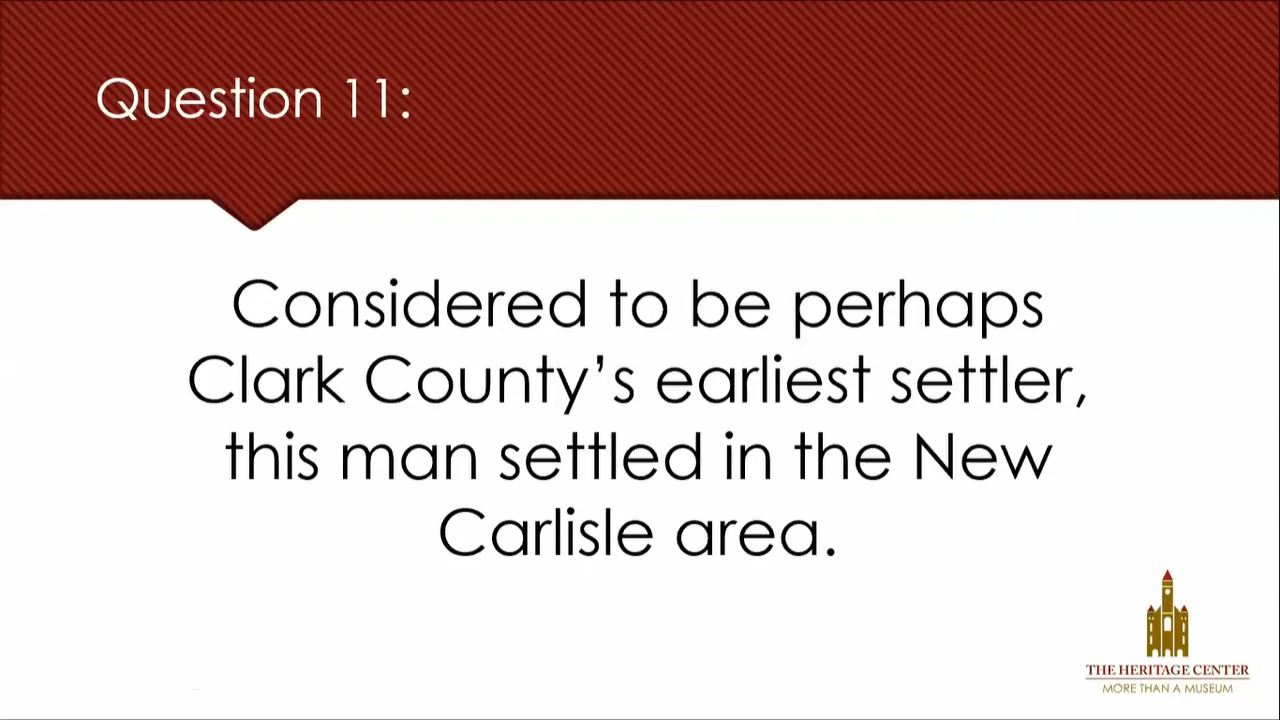 Question 11:
Considered to be perhaps
Clark County’s earliest settler,
this man settled in the New
Carlisle area.
THE HERITAGE CENTER
MORE THAN A MUSEUM